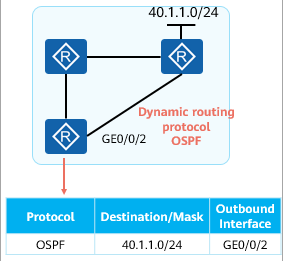 40.1.1.0/24
R
R
Dynamic routing
protocol
OSPF
R
GE0/0/2
Protocol Destination/Mask Outbound Interface
OSPF 40.1.1.0/24 GE0/0/2